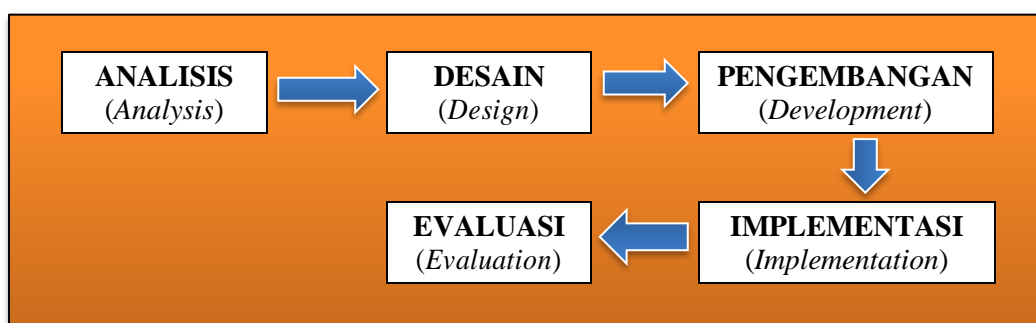 ANALISIS
(Analysis)
DESAIN
(Design)
PENGEMBANGAN
(Development)
IMPLEMENTASI
(Implementation)
EVALUASI
(Evaluation)